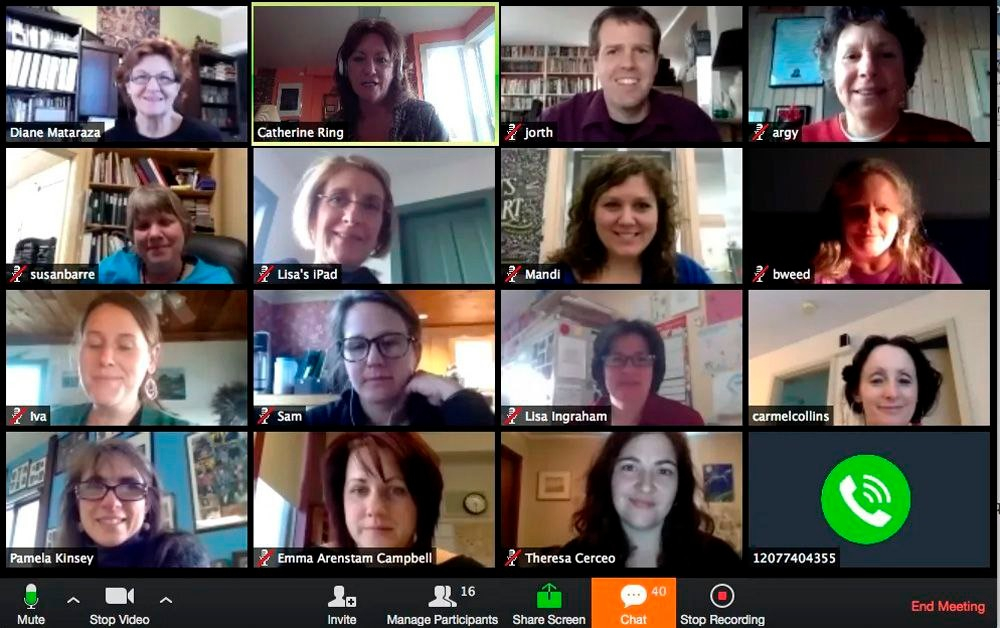 Diane Mataraza
Catherine Ring
jorth
argy
susanbarre
Lisa's iPad
Mandi
bweed
Iva
Sam
Lisa Ingraham
carmelcollins
Pamela Kinsey
Emma Arenstam Campbell
Theresa Cerceo
12077404355
Mute
Stop Video
Invite
16
Manage Participants
Share Screen
40
Chat
Stop Recording
End Meeting